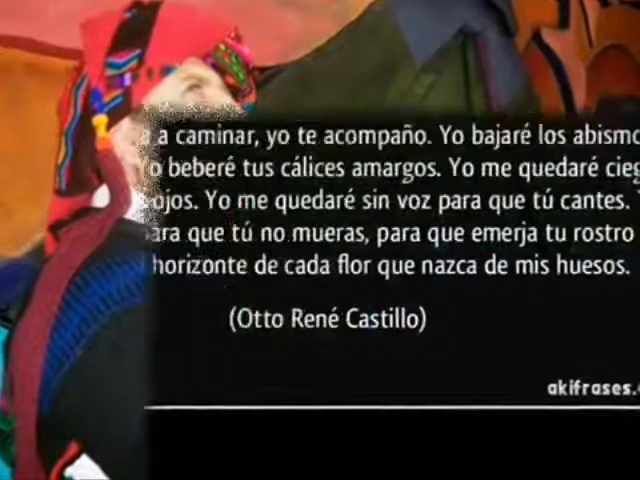 a caminar, yo te acompaño. Yo bajaré los abismo
o beberé tus cálices amargos. Yo me quedaré cieg
ojos. Yo me quedaré sin voz para que tú cantes.
ara que tú no mueras, para que emerja tu rostro
horizonte de cada flor que nazca de mis huesos.
(Otto René Castillo)
akifrases.